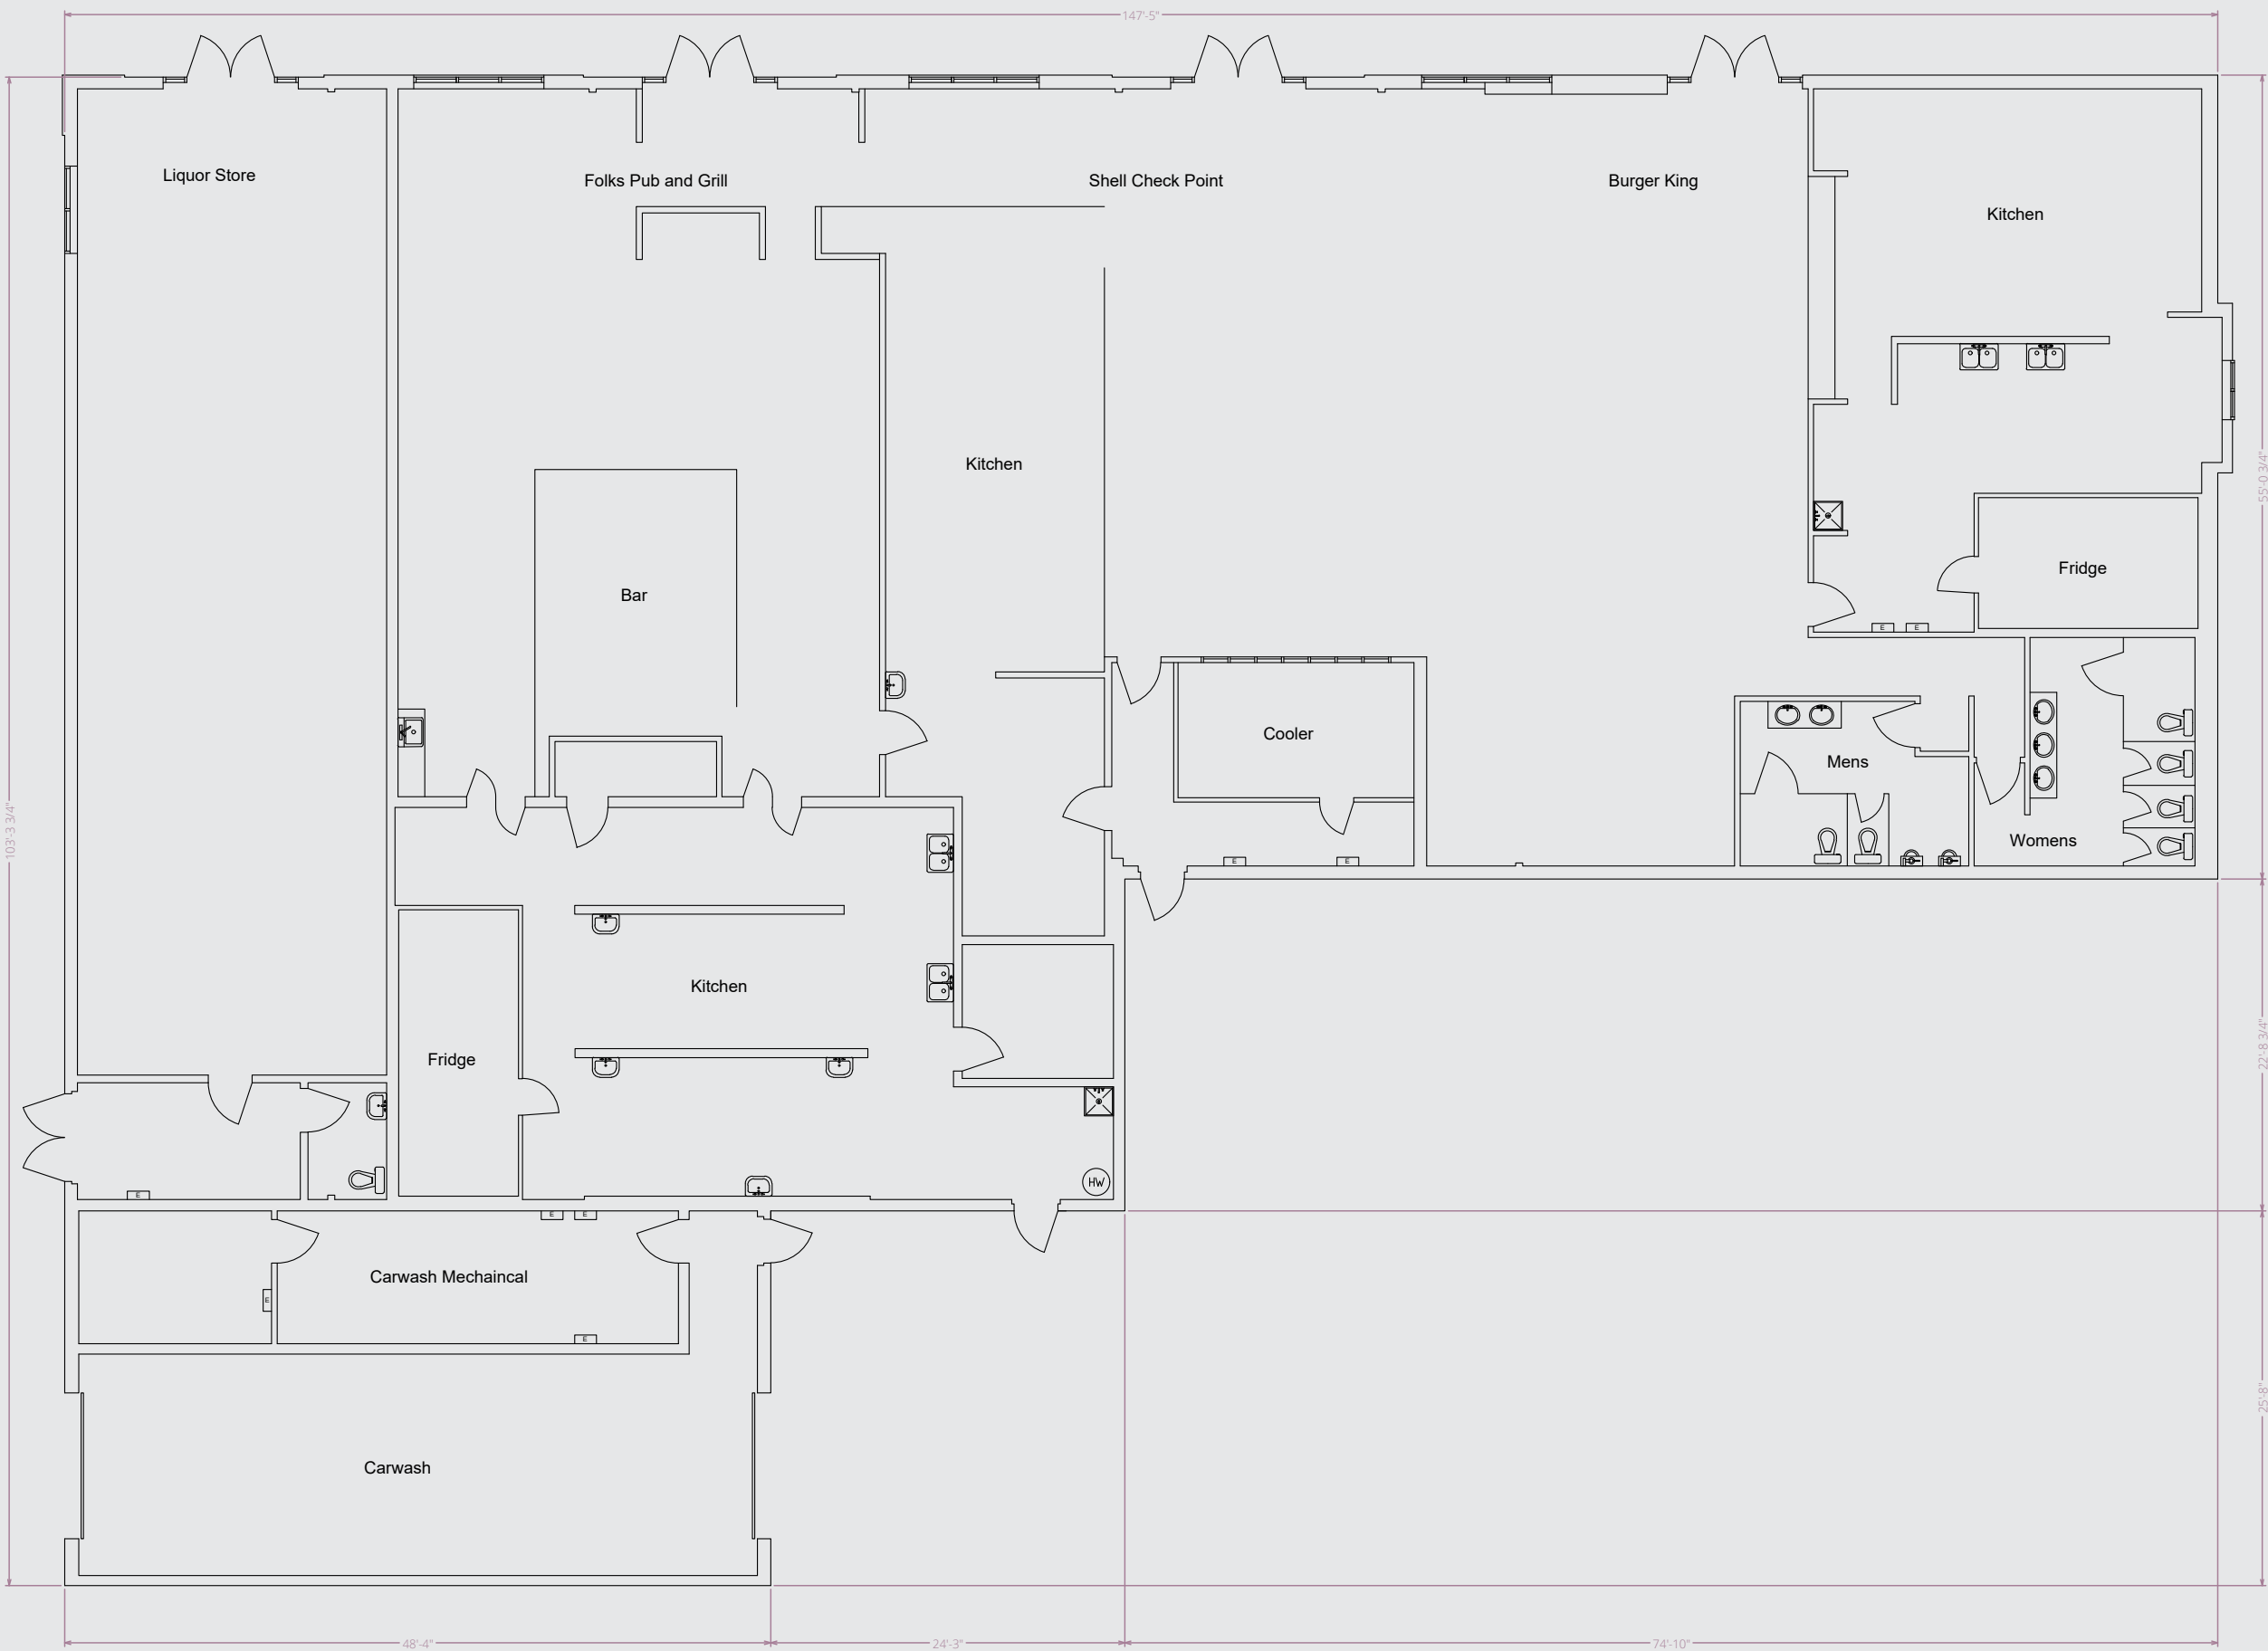 147'-5"
Liquor Store
Folks Pub and Grill
Shell Check Point
Burger King
Kitchen
Kitchen
55'-0 3/4"
Fridge
Bar
E
E
Cooler
Mens
103'-3 3/4"
Womens
E
E
Kitchen
Fridge
22'-8 3/4"
HW
E
E
E
Carwash Mechaincal
E
E
25'-8"
Carwash
48'-4"
24'-3"
74'-10"